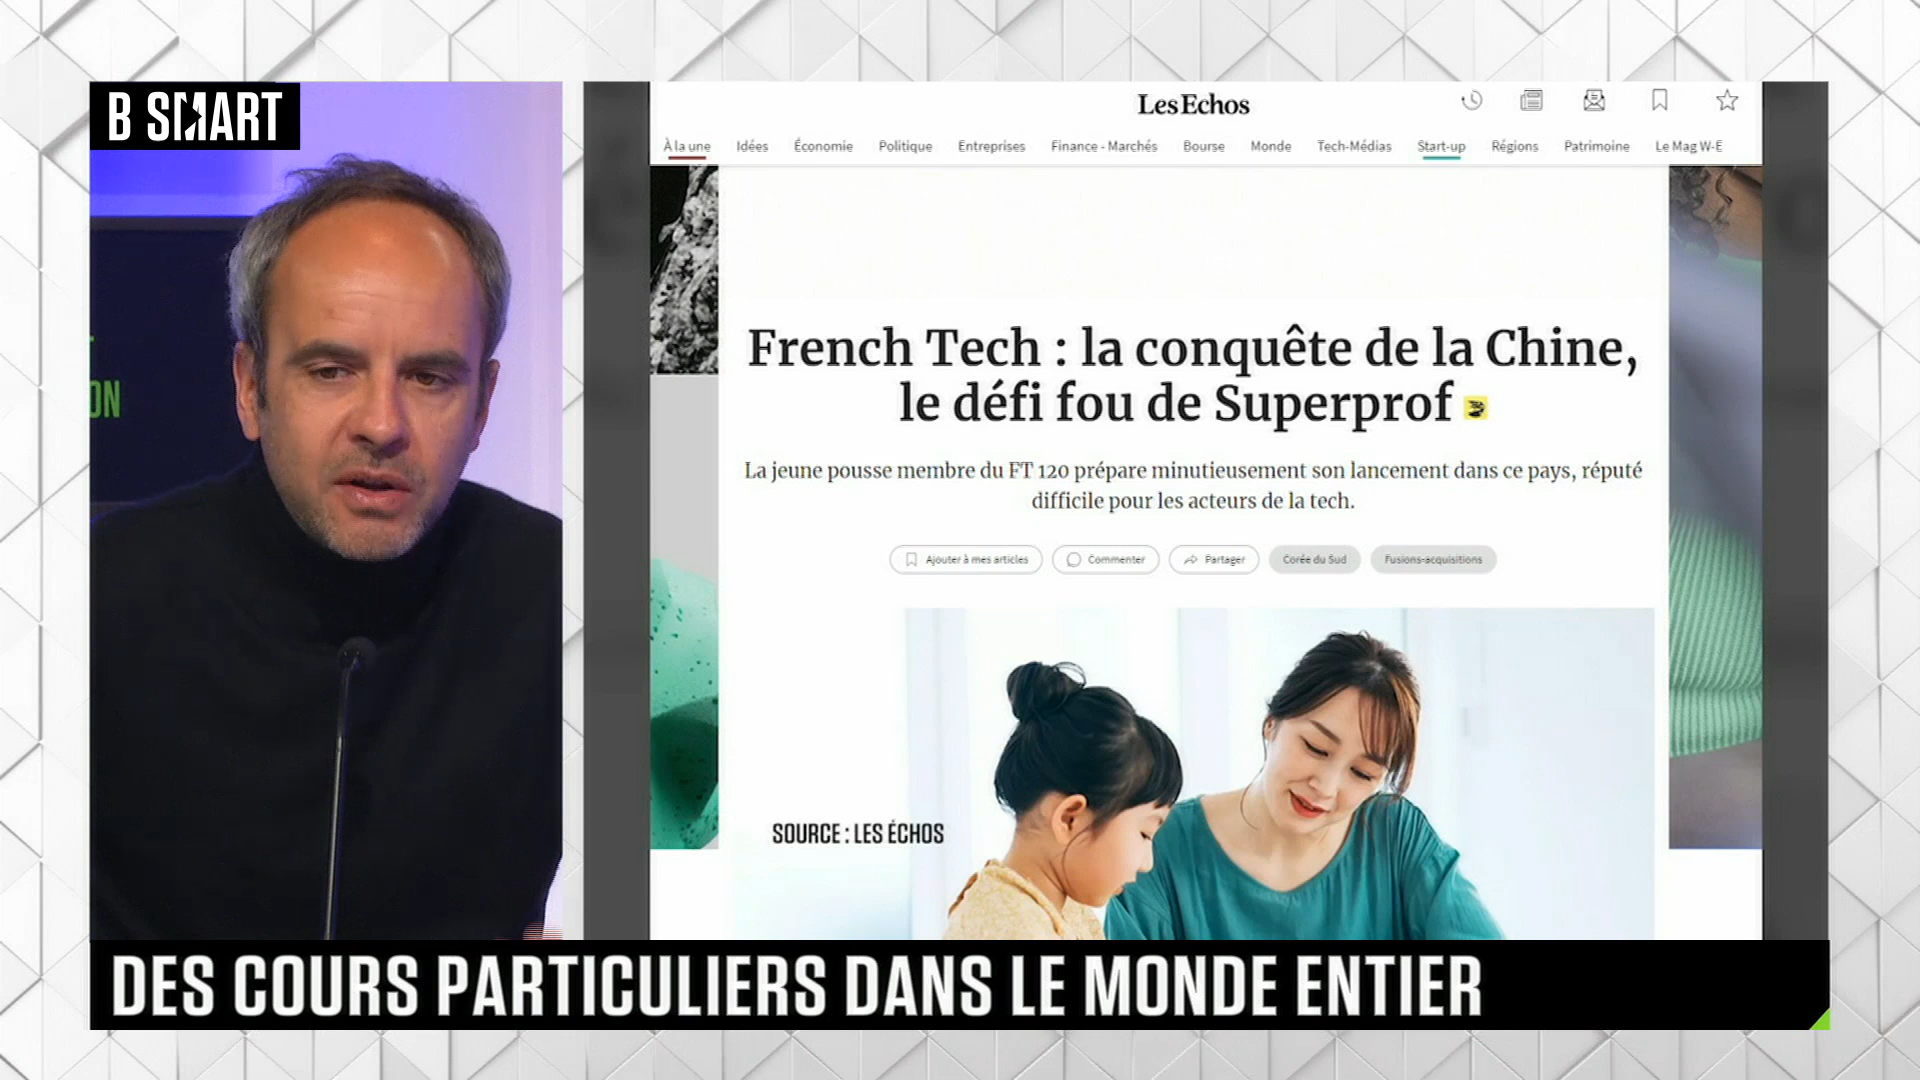 B SMART
ON
LesEchos
À la une Idées Économie Politique Entreprises Finance - Marchés Bourse Monde Tech-Médias Start-up Régions Patrimoine Le Mag W-E
French Tech : la conquête de la Chine,
le défi fou de Superprof
La jeune pousse membre du FT 120 prépare minutieusement son lancement dans ce pays, réputé
difficile pour les acteurs de la tech.
Ajouter à mes articles Commenter Partager Corée du Sud Fusions-acquisitions
SOURCE : LES ÉCHOS
DES COURS PARTICULIERS DANS LE MONDE ENTIER